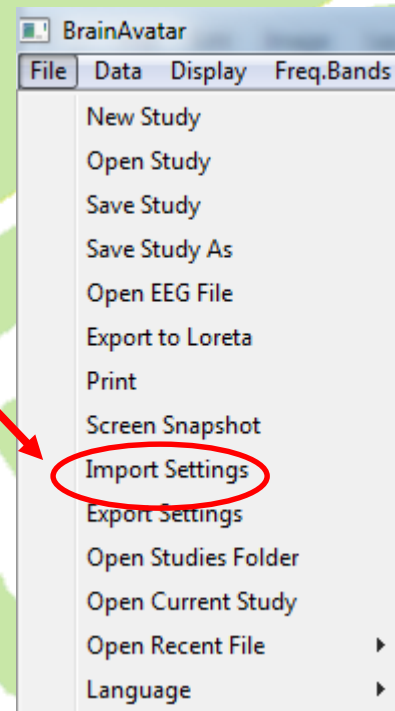 BrainAvatar
File Data Display Freq.Bands
New Study
Open Study
Save Study
Save Study As
Open EEG File
Export to Loreta
Print
Screen Snapshot
Import Settings
Export Settings
Open Studies Folder
Open Current Study
Open Recent File
Language